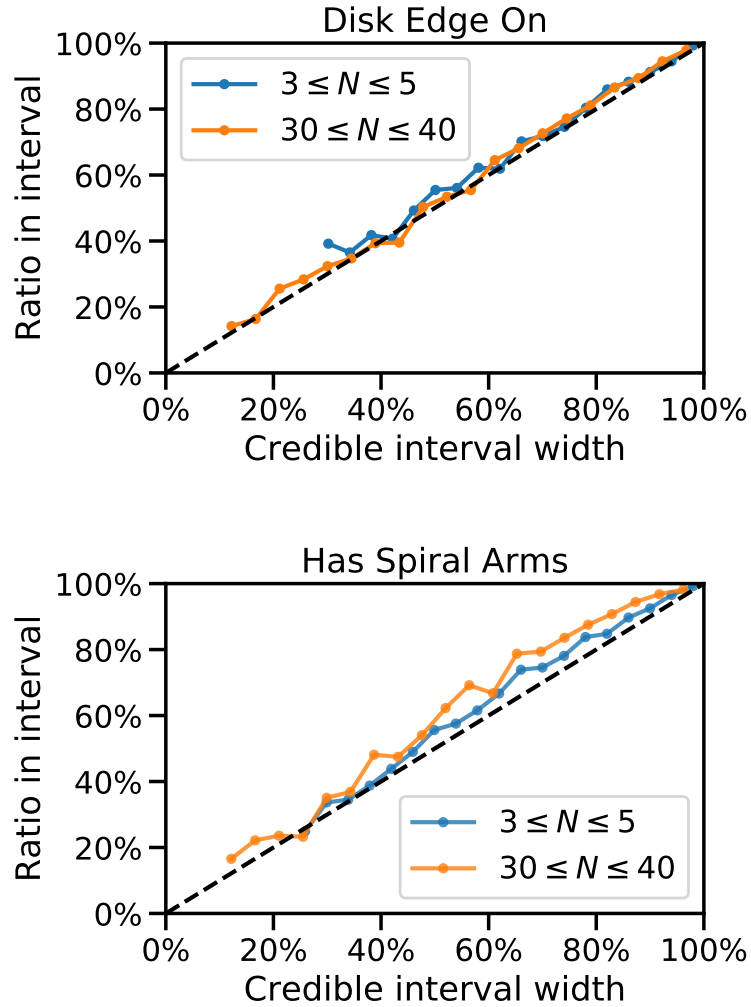 Disk Edge On
100%
80%
60%
40%
20%
0%
Ratio in interval
3 ≤ N ≤ 5
30 ≤ N ≤ 40
0% 20% 40% 60% 80% 100%
Credible interval width
Has Spiral Arms
100%
80%
60%
40%
20%
0%
Ratio in interval
3 ≤ N ≤ 5
30 ≤ N ≤ 40
0% 20% 40% 60% 80% 100%
Credible interval width